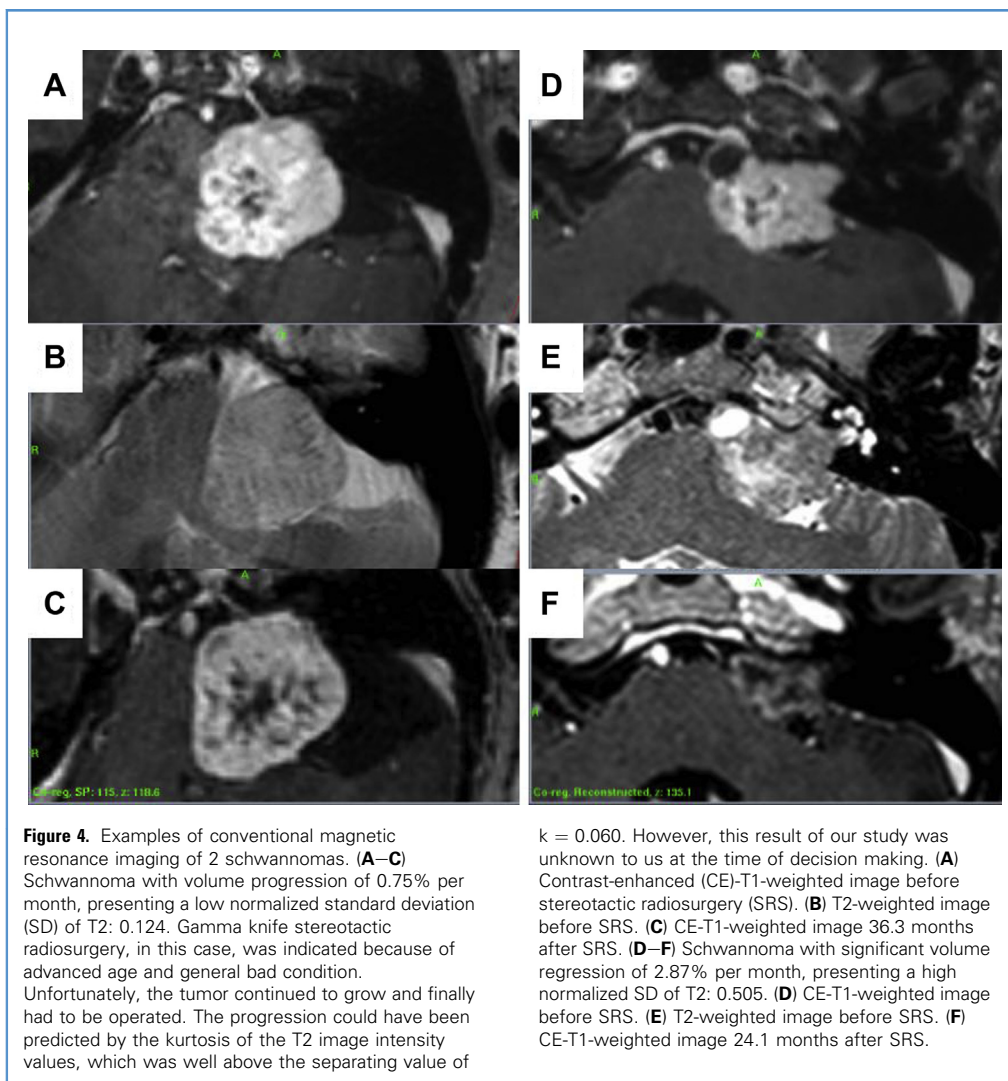 A
A
D
A
R
R
B
E
R
C
A
F
A
R
R
Co-reg, SP: 115, z: 118.6
Co-reg, Reconstructed, z: 135.1
Figure 4. Examples of conventional magnetic
resonance imaging of 2 schwannomas. (A–C)
Schwannoma with volume progression of 0.75% per
month, presenting a low normalized standard deviation
(SD) of T2: 0.124. Gamma knife stereotactic
radiosurgery, in this case, was indicated because of
advanced age and general bad condition.
Unfortunately, the tumor continued to grow and finally
had to be operated. The progression could have been
predicted by the kurtosis of the T2 image intensity
values, which was well above the separating value of
k = 0.060. However, this result of our study was
unknown to us at the time of decision making. (A)
Contrast-enhanced (CE)-T1-weighted image before
stereotactic radiosurgery (SRS). (B) T2-weighted image
before SRS. (C) CE-T1-weighted image 36.3 months
after SRS. (D–F) Schwannoma with significant volume
regression of 2.87% per month, presenting a high
normalized SD of T2: 0.505. (D) CE-T1-weighted image
before SRS. (E) T2-weighted image before SRS. (F)
CE-T1-weighted image 24.1 months after SRS.